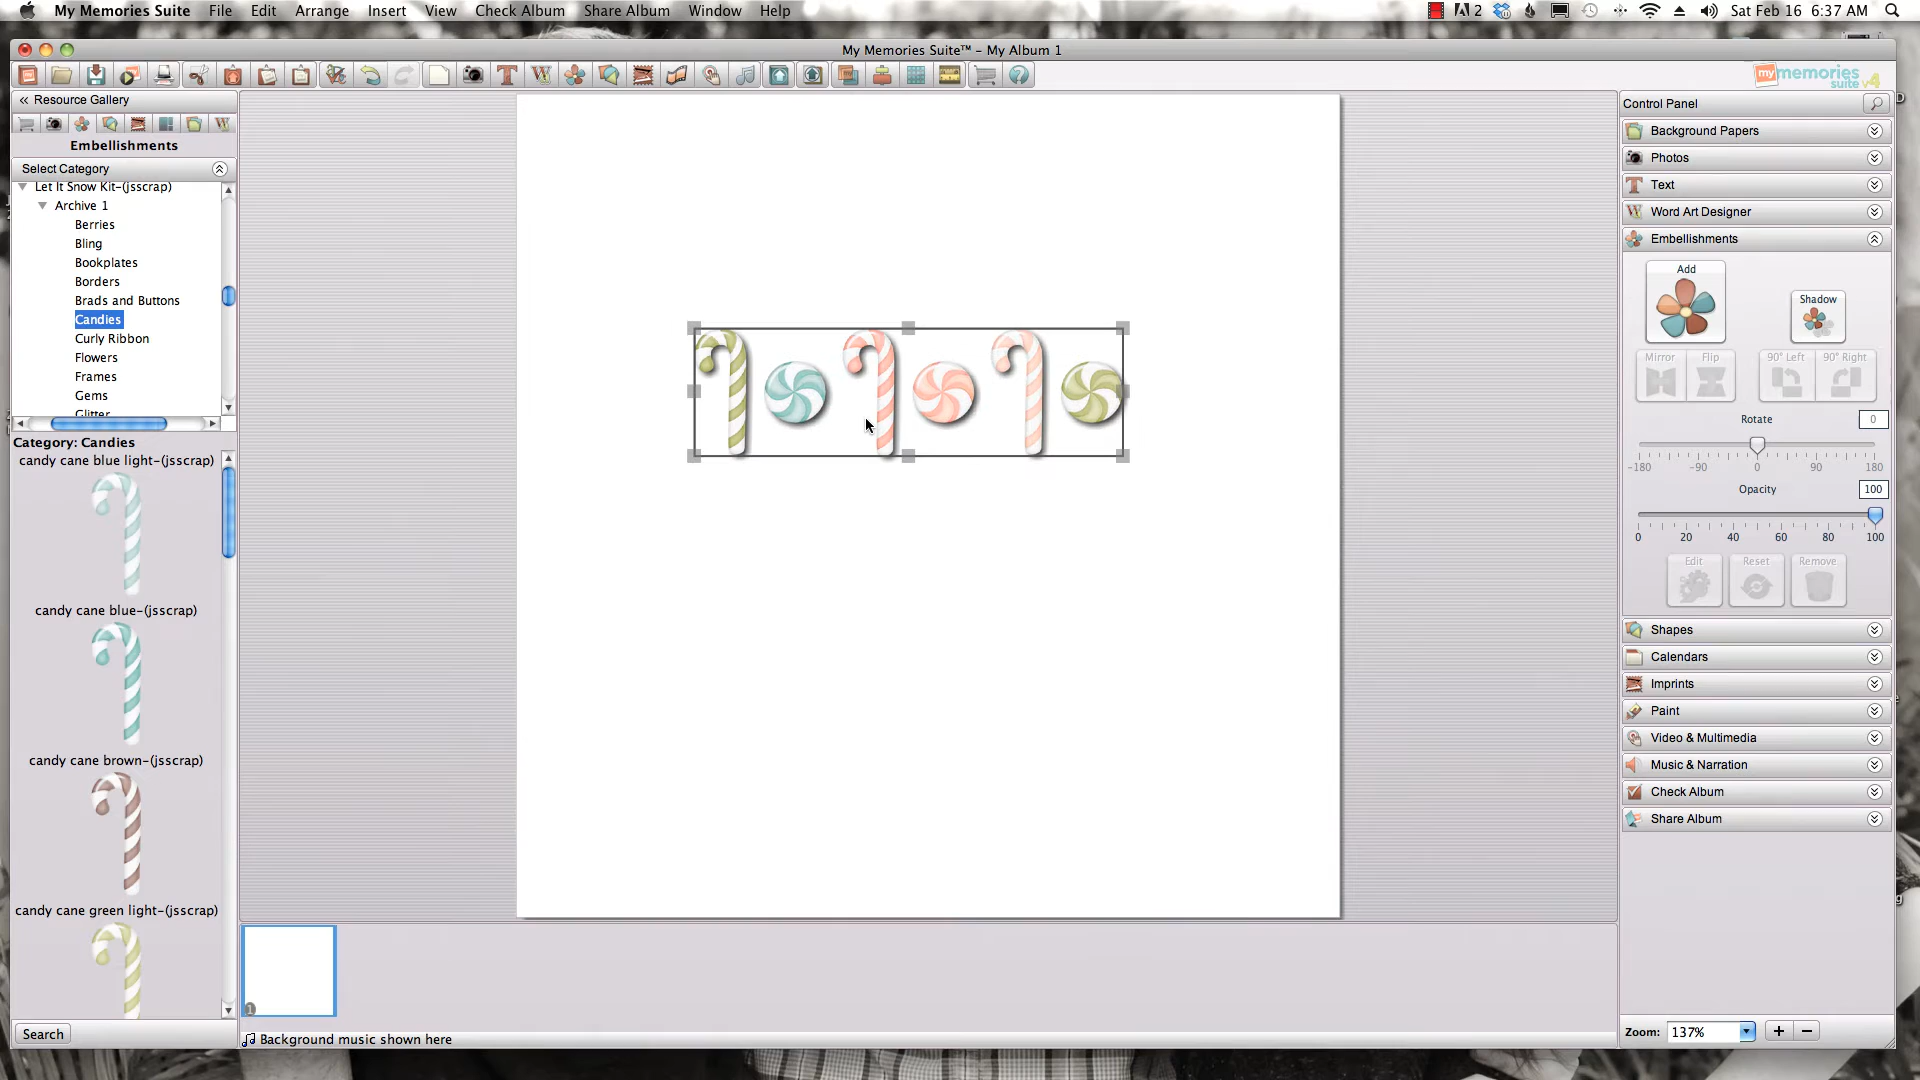 My Memories Suite File Edit Arrange Insert View Check Album Share Album Window Help 2 Sat Feb 16 6:37 AM
My Memories Suite™ - My Album 1
my memories suite v4
« Resource Gallery
Embellishments
Select Category
Let It Snow Kit-(jsscrap)
Archive 1
Berries
Bling
Bookplates
Borders
Brads and Buttons
Candies
Curly Ribbon
Flowers
Frames
Gems
Glitter
Category: Candies
candy cane blue light-(jsscrap)
candy cane blue-(jsscrap)
candy cane brown-(jsscrap)
candy cane green light-(jsscrap)
Search
1
Background music shown here
Control Panel
Background Papers
Photos
Text
Word Art Designer
Embellishments
Add
Shadow
Mirror Flip 90° Left 90° Right
Rotate 0
-180 -90 0 90 180
Opacity 100
0 20 40 60 80 100
Edit Reset Remove
Shapes
Calendars
Imprints
Paint
Video & Multimedia
Music & Narration
Check Album
Share Album
Zoom: 137% + −